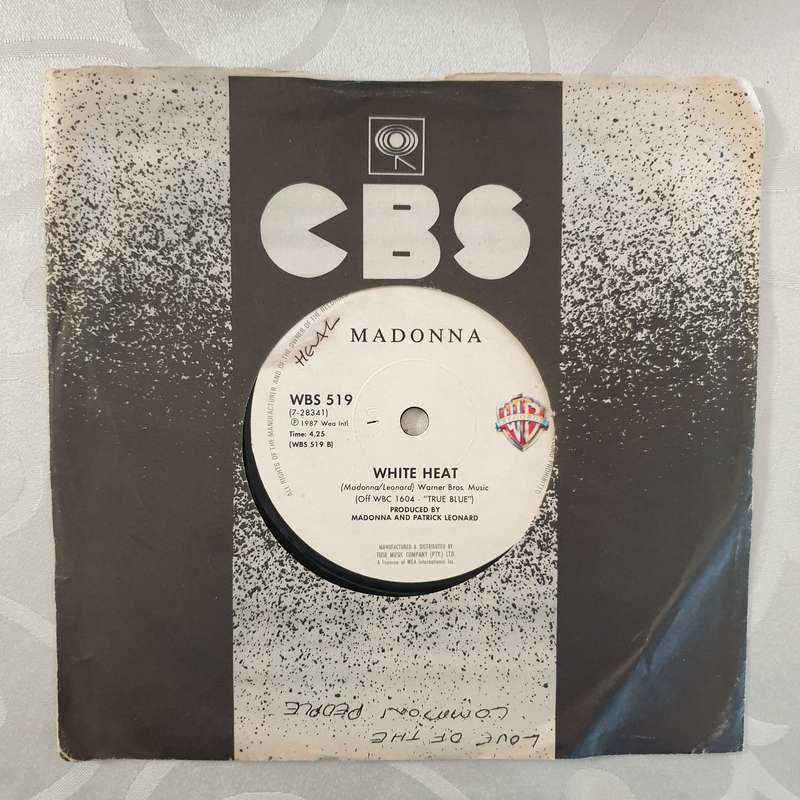 CBS
MADONNA
WBS 519
(7-28341)
Ⓟ 1987 Wea Intl.
Time: 4,25
(WBS 519 B)
WHITE HEAT
(Madonna/Leonard) Warner Bros. Music
(Off WBC 1604 - "TRUE BLUE")
PRODUCED BY
MADONNA AND PATRICK LEONARD
MANUFACTURED & DISTRIBUTED BY
TUSK MUSIC COMPANY (PTY.) LTD.
A Division of WEA International Inc.
ALL RIGHTS OF THE MANUFACTURER AND OF THE OWNER OF THE RECORDED
LOVE OF THE
COMMON PEOPLE